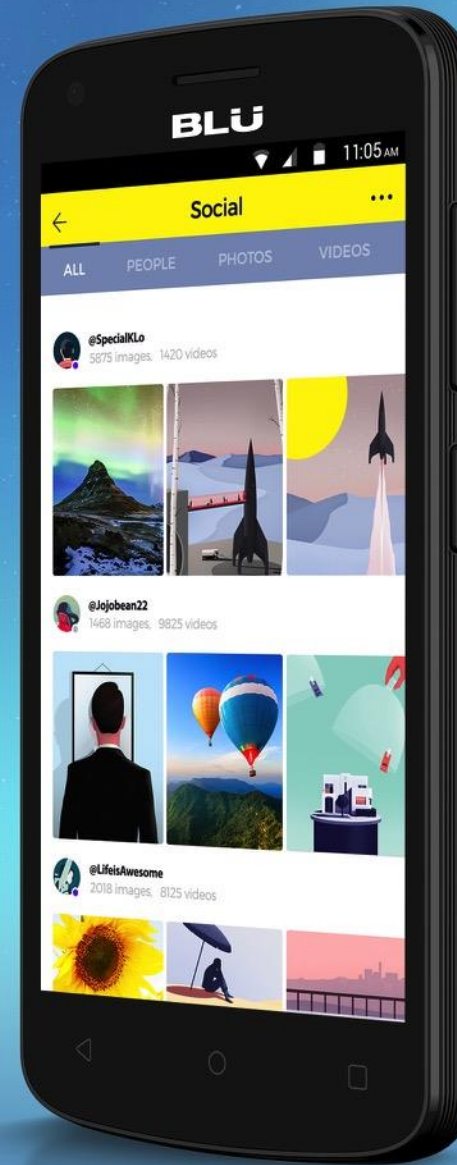 BLU
11:05 AM
Social
ALL PEOPLE PHOTOS VIDEOS
@SpecialKLo
5875 images, 1420 videos
@Jojobean22
1468 images, 9825 videos
@LifeisAwesome
2018 images, 8125 videos